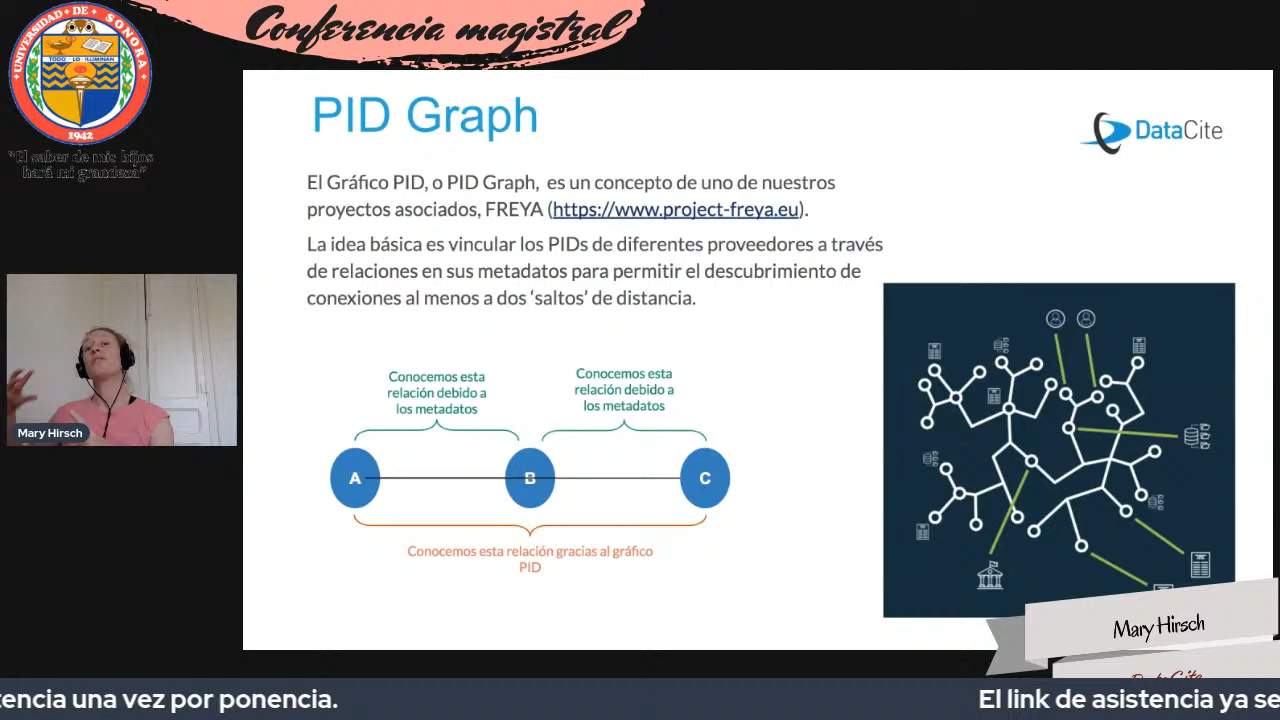 Conferencia magistral
UNIVERSIDAD DE SONORA
TODO LO ILUMINAN
1942
"El saber de mis hijos
hará mi grandeza"
PID Graph
DataCite
El Gráfico PID, o PID Graph, es un concepto de uno de nuestros
proyectos asociados, FREYA (https://www.project-freya.eu).
La idea básica es vincular los PIDs de diferentes proveedores a través
de relaciones en sus metadatos para permitir el descubrimiento de
conexiones al menos a dos ‘saltos’ de distancia.
Conocemos esta
relación debido a
los metadatos
Conocemos esta
relación debido a
los metadatos
A
B
C
Conocemos esta relación gracias al gráfico
PID
Mary Hirsch
Mary Hirsch
DataCite
tencia una vez por ponencia.
El link de asistencia ya se